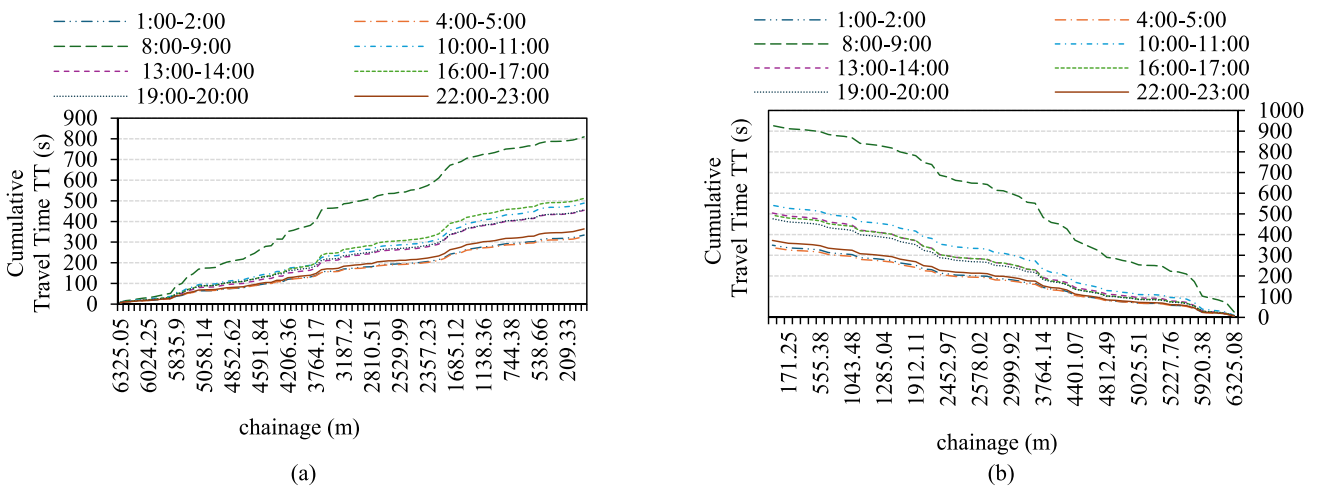 1:00-2:00 4:00-5:00
8:00-9:00 10:00-11:00
13:00-14:00 16:00-17:00
19:00-20:00 22:00-23:00
Cumulative
Travel Time TT (s)
900
800
700
600
500
400
300
200
100
0
6325.05 6024.25 5835.9 5058.14 4852.62 4591.84 4206.36 3764.17 3187.2 2810.51 2529.99 2357.23 1685.12 1138.36 744.38 538.66 209.33
chainage (m)
(a)
1:00-2:00 4:00-5:00
8:00-9:00 10:00-11:00
13:00-14:00 16:00-17:00
19:00-20:00 22:00-23:00
Cumulative
Travel Time TT (s)
1000
900
800
700
600
500
400
300
200
100
0
171.25 555.38 1043.48 1285.04 1912.11 2452.97 2578.02 2999.92 3764.14 4401.07 4812.49 5025.51 5227.76 5920.38 6325.08
chainage (m)
(b)